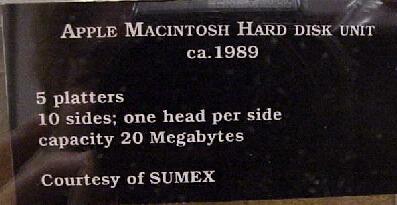 APPLE MACINTOSH HARD DISK UNIT
ca.1989
5 platters
10 sides; one head per side
capacity 20 Megabytes
Courtesy of SUMEX